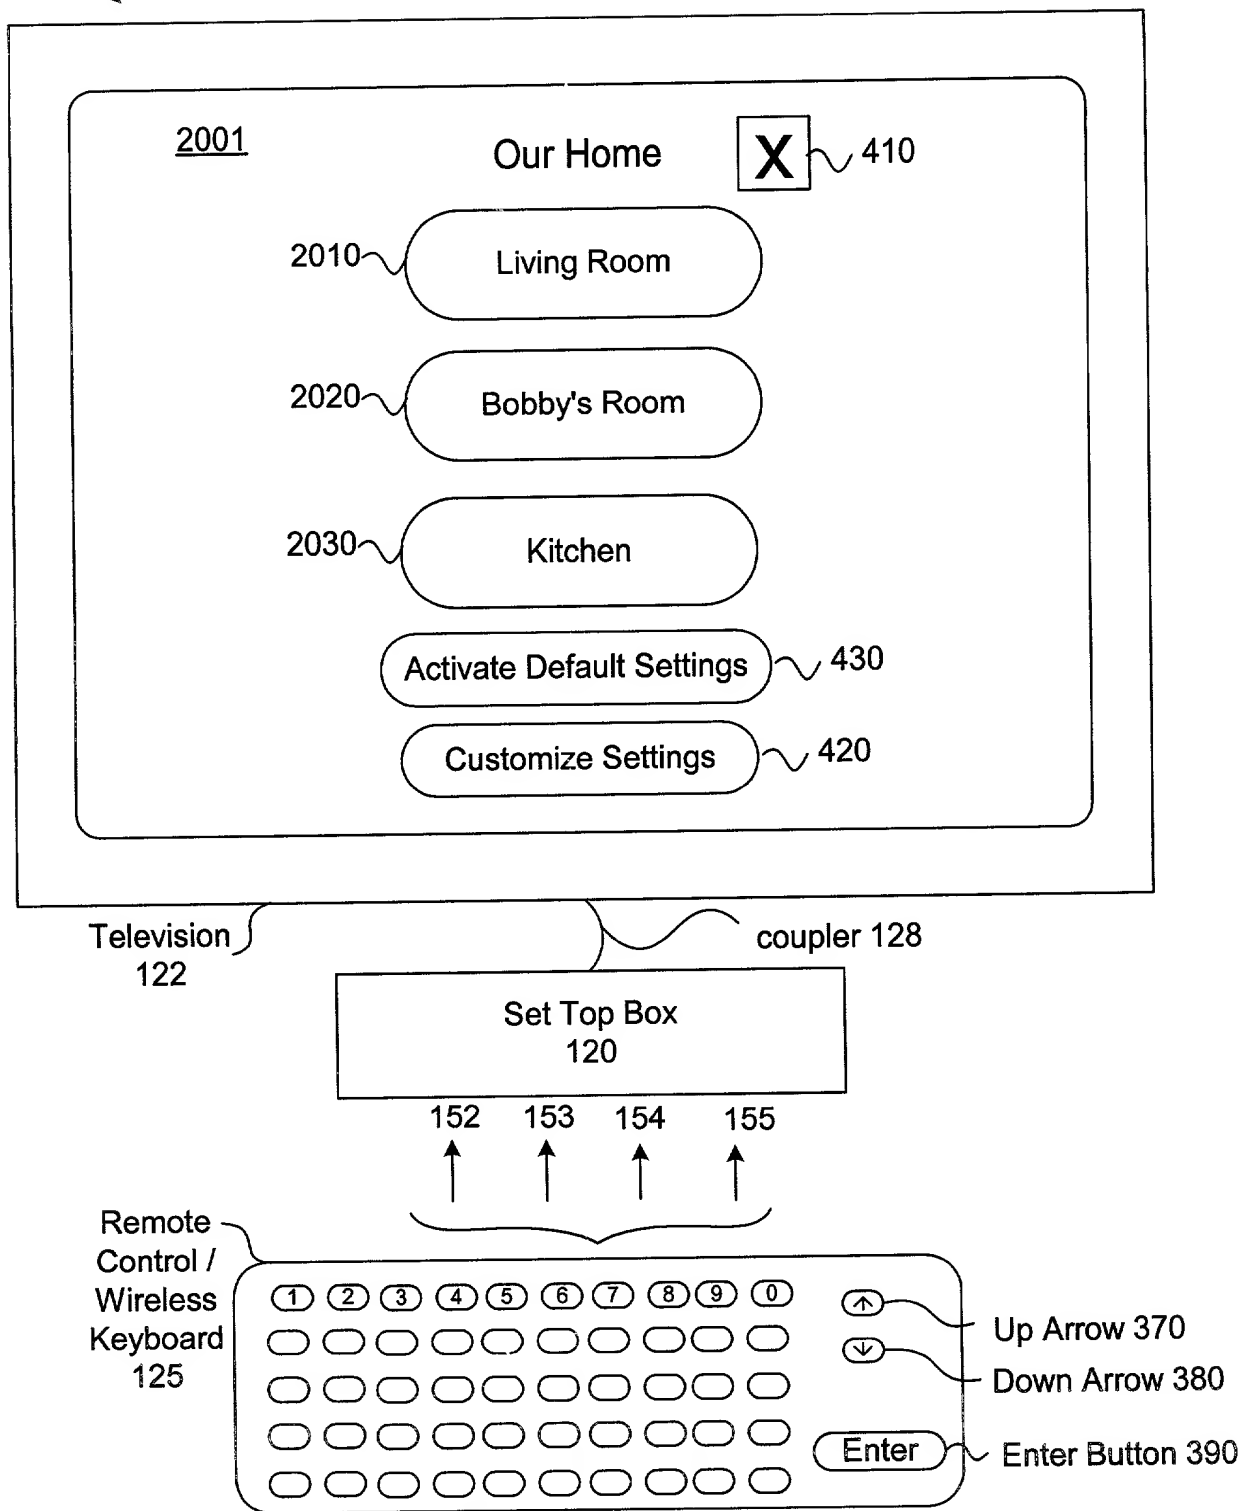 2001
Our Home
X
410
2010
Living Room
2020
Bobby's Room
2030
Kitchen
Activate Default Settings
430
Customize Settings
420
Television
122
coupler 128
Set Top Box
120
152 153 154 155
Remote
Control /
Wireless
Keyboard
125
1 2 3 4 5 6 7 8 9 0
Up Arrow 370
Down Arrow 380
Enter
Enter Button 390